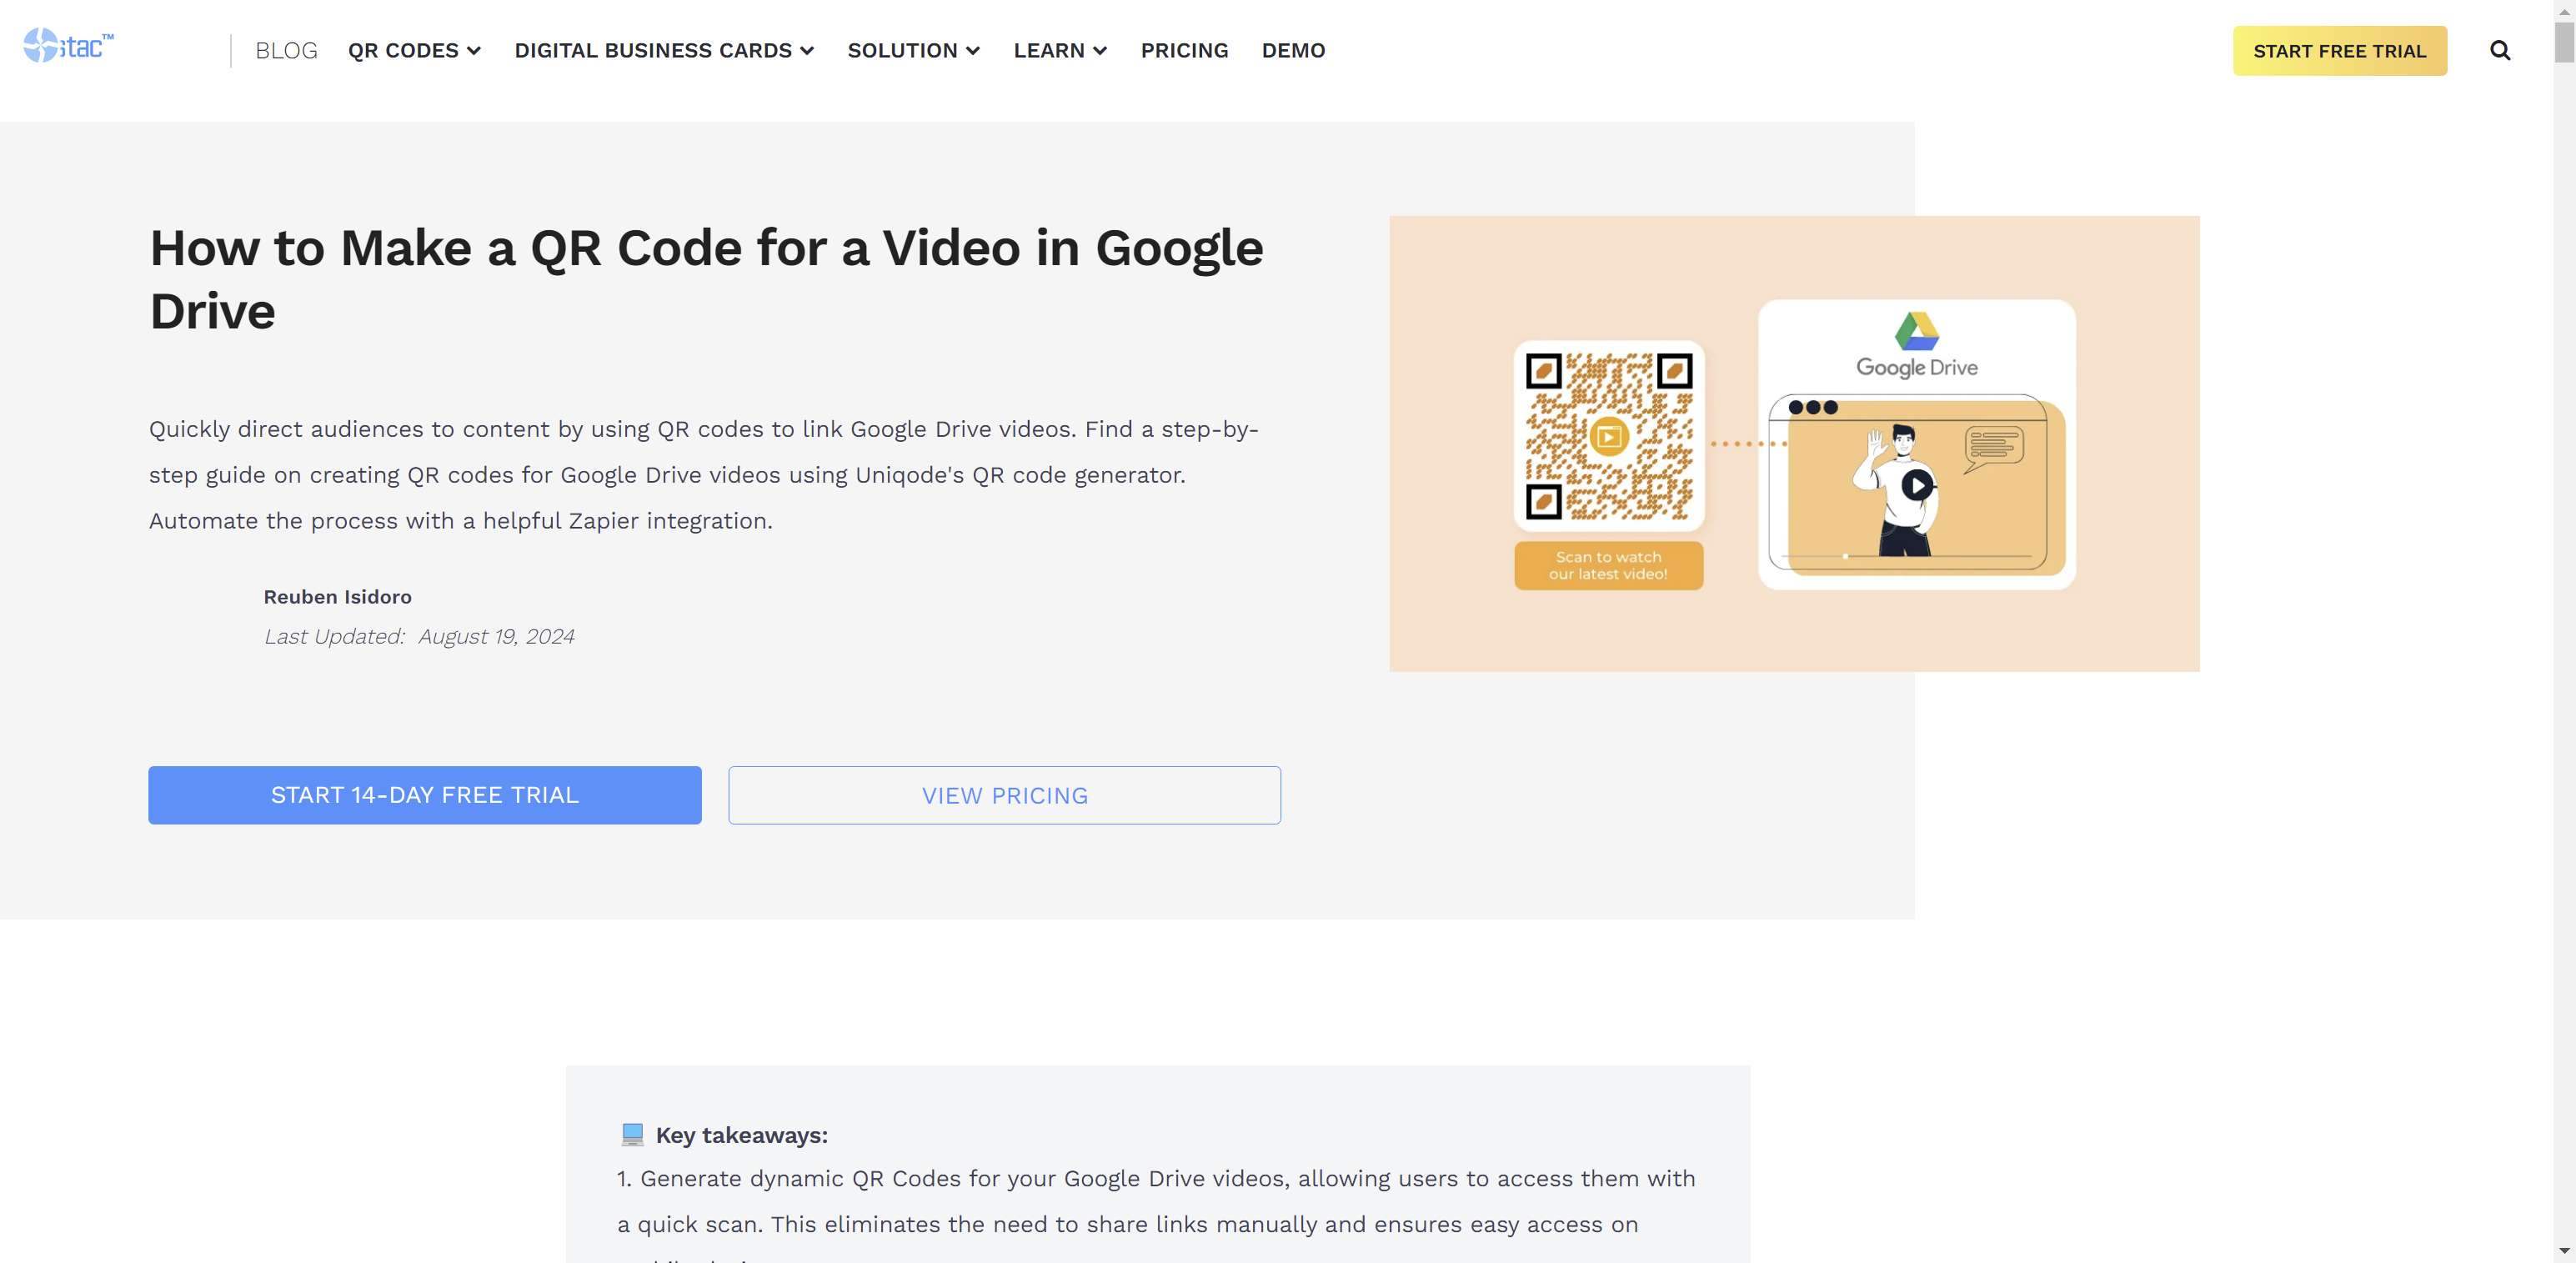 stac™
BLOG
QR CODES
DIGITAL BUSINESS CARDS
SOLUTION
LEARN
PRICING
DEMO
START FREE TRIAL
How to Make a QR Code for a Video in Google
Drive
Quickly direct audiences to content by using QR codes to link Google Drive videos. Find a step-by-
step guide on creating QR codes for Google Drive videos using Uniqode's QR code generator.
Automate the process with a helpful Zapier integration.
Reuben Isidoro
Last Updated: August 19, 2024
START 14-DAY FREE TRIAL
VIEW PRICING
Google Drive
Scan to watch
our latest video!
Key takeaways:
1. Generate dynamic QR Codes for your Google Drive videos, allowing users to access them with
a quick scan. This eliminates the need to share links manually and ensures easy access on